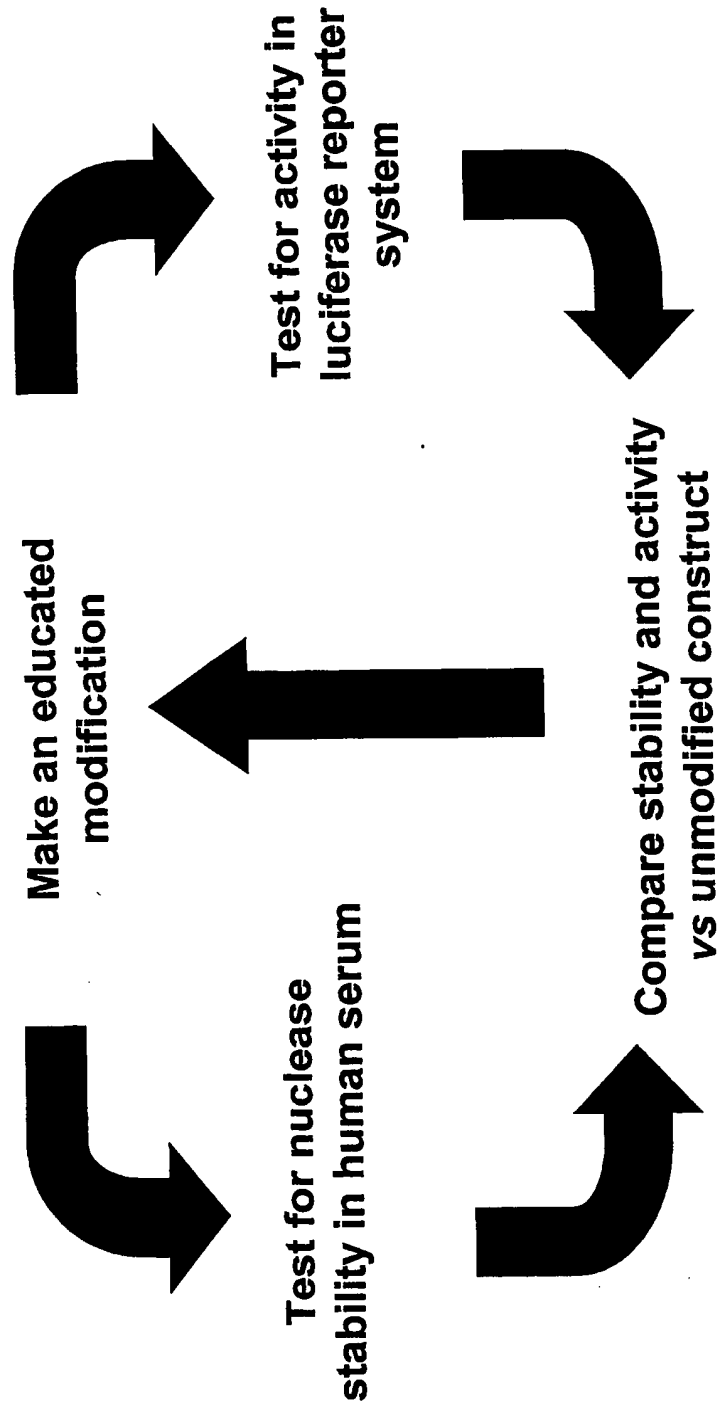 Make an educated
modification
Test for nuclease
stability in human serum
Test for activity in
luciferase reporter
system
Compare stability and activity
vs unmodified construct